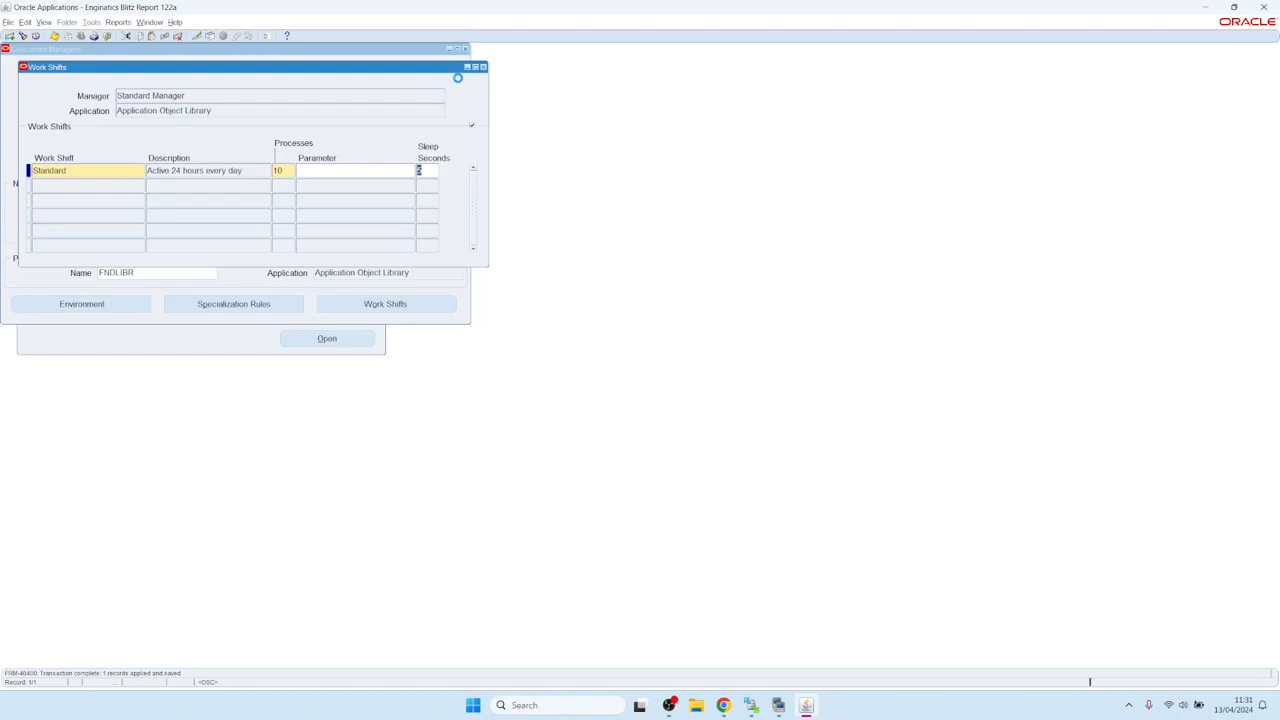 Oracle Applications - Enginatics Blitz Report 122a
File Edit View Folder Tools Reports Window Help
ORACLE
Concurrent Managers
Work Shifts
Manager Standard Manager
Application Application Object Library
Work Shifts
Processes
Sleep
Work Shift Description Parameter Seconds
Standard Active 24 hours every day 10 5
N
P
Name FNDLIBR Application Application Object Library
Environment Specialization Rules Work Shifts
Open
FRM-40400: Transaction complete: 1 records applied and saved
Record: 1/1 ... <OSC>
Search
11:31
13/04/2024